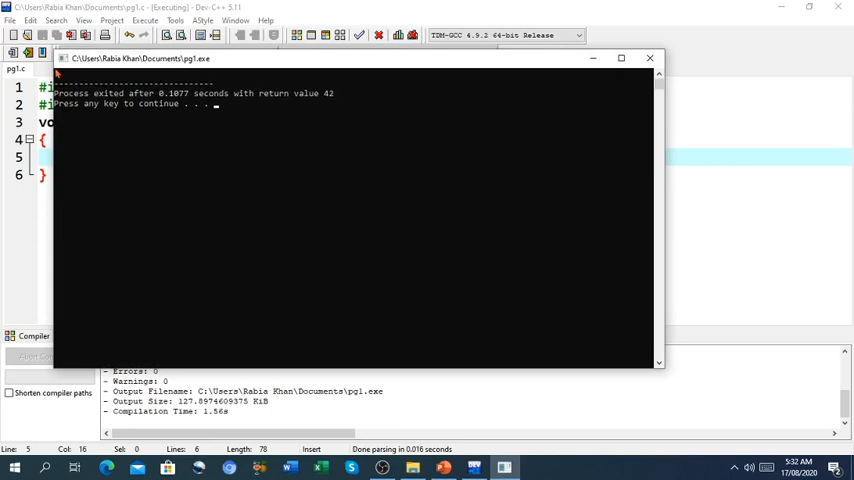 C:\Users\Rabia Khan\Documents\pg1.c - [Executing] - Dev-C++ 5.11
File Edit Search View Project Execute Tools AStyle Window Help
TDM-GCC 4.9.2 64-bit Release
pg1.c
C:\Users\Rabia Khan\Documents\pg1.exe
--------------------------------
Process exited after 0.1077 seconds with return value 42
Press any key to continue . . . _
1 #i
2 #i
3 vo
4 {
5
6 }
Compiler
Abort Co
Shorten compiler paths
- Errors: 0
- Warnings: 0
- Output Filename: C:\Users\Rabia Khan\Documents\pg1.exe
- Output Size: 127.8974609375 KiB
- Compilation Time: 1.56s
Line: 5 Col: 16 Sel: 0 Lines: 6 Length: 78 Insert Done parsing in 0.016 seconds
DEV
5:32 AM
17/08/2020
2